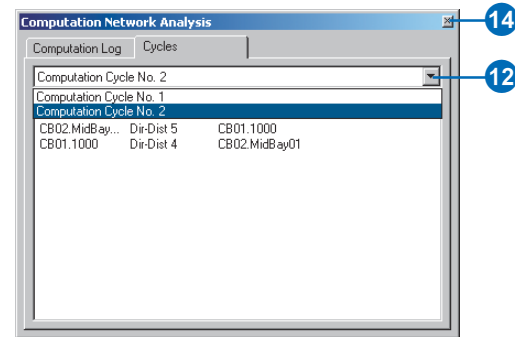 Computation Network Analysis
14
Computation Log Cycles
Computation Cycle No. 2
12
Computation Cycle No. 1
Computation Cycle No. 2
CB02.MidBay... Dir-Dist 5 CB01.1000
CB01.1000 Dir-Dist 4 CB02.MidBay01